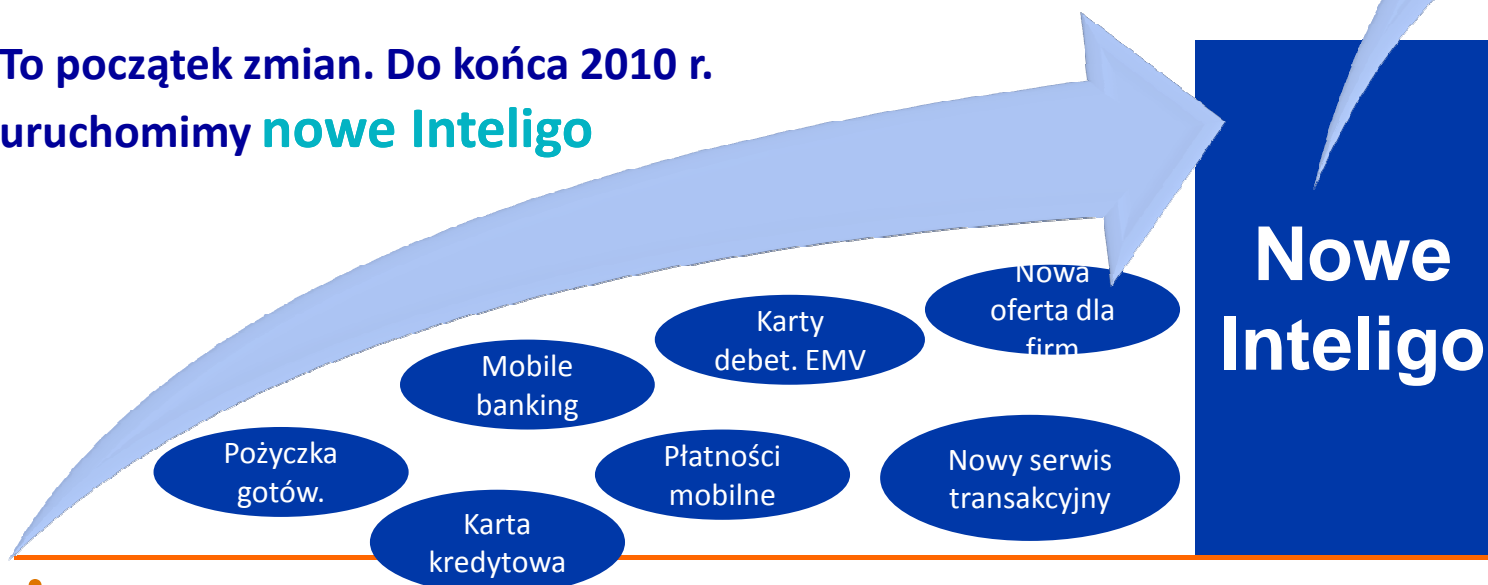 To początek zmian. Do końca 2010 r.
uruchomimy nowe Inteligo
Nowe
Inteligo
Nowa
oferta dla
firm
Karty
debet. EMV
Mobile
banking
Pożyczka
gotów.
Płatności
mobilne
Nowy serwis
transakcyjny
Karta
kredytowa